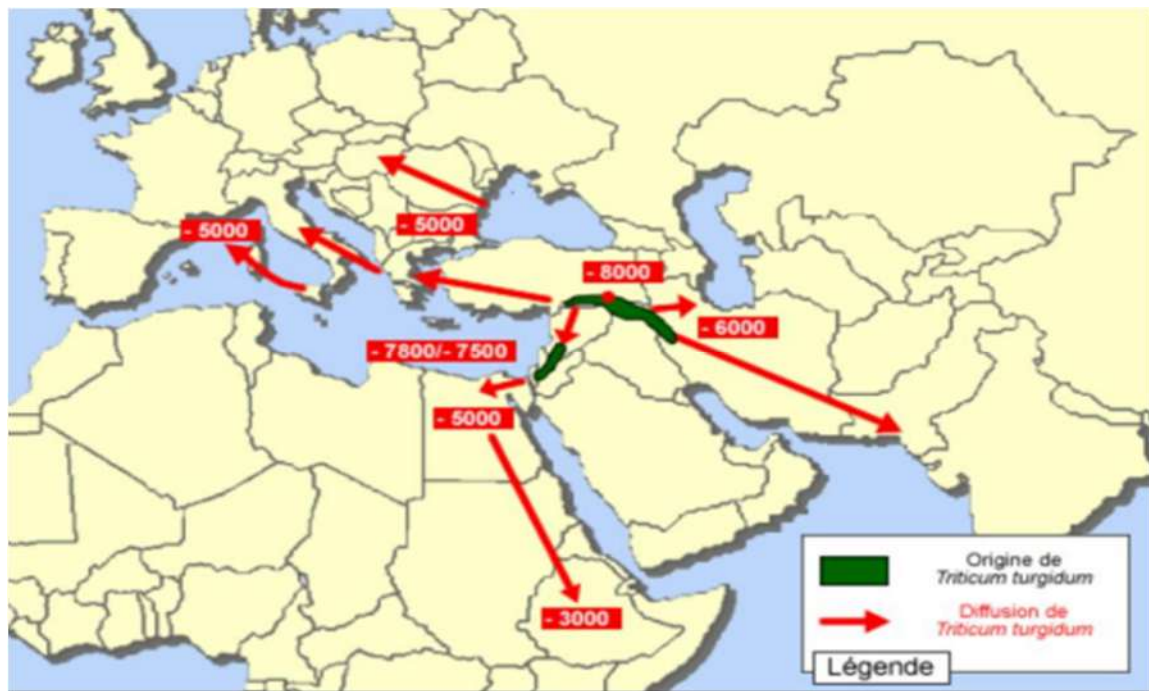 - 5000
- 5000
- 8000
- 6000
- 7800/- 7500
- 5000
- 3000
Origine de
Triticum turgidum
Diffusion de
Triticum turgidum
Légende